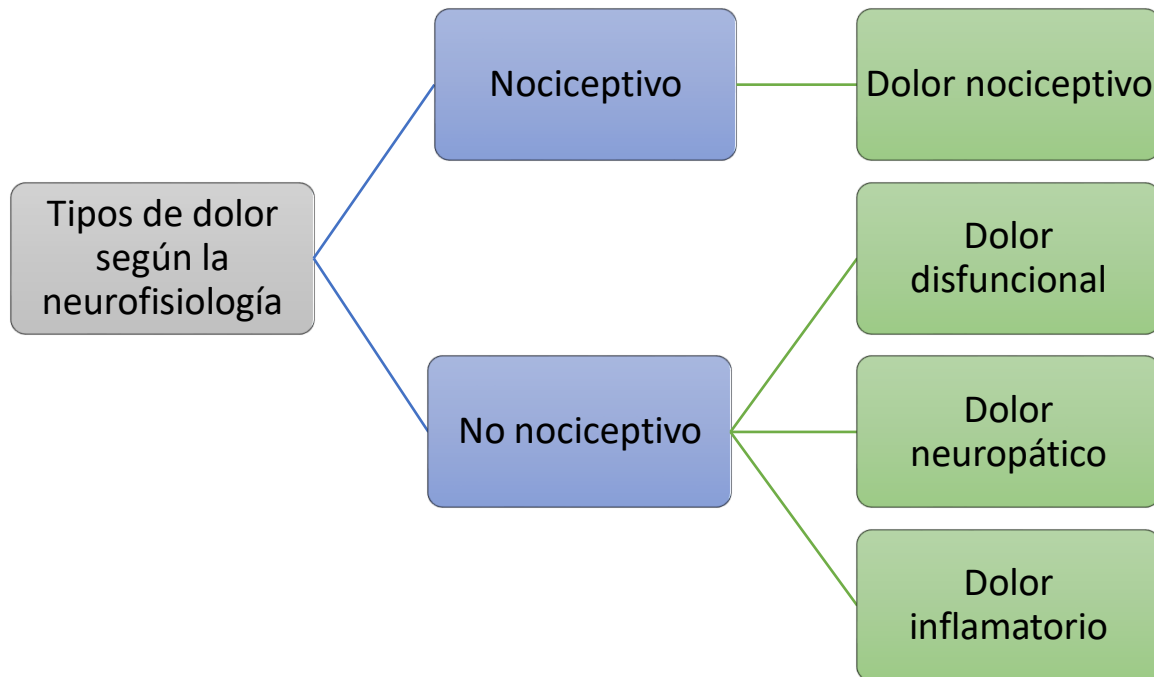 Tipos de dolor
según la
neurofisiología
Nociceptivo
Dolor nociceptivo
No nociceptivo
Dolor
disfuncional
Dolor
neuropático
Dolor
inflamatorio